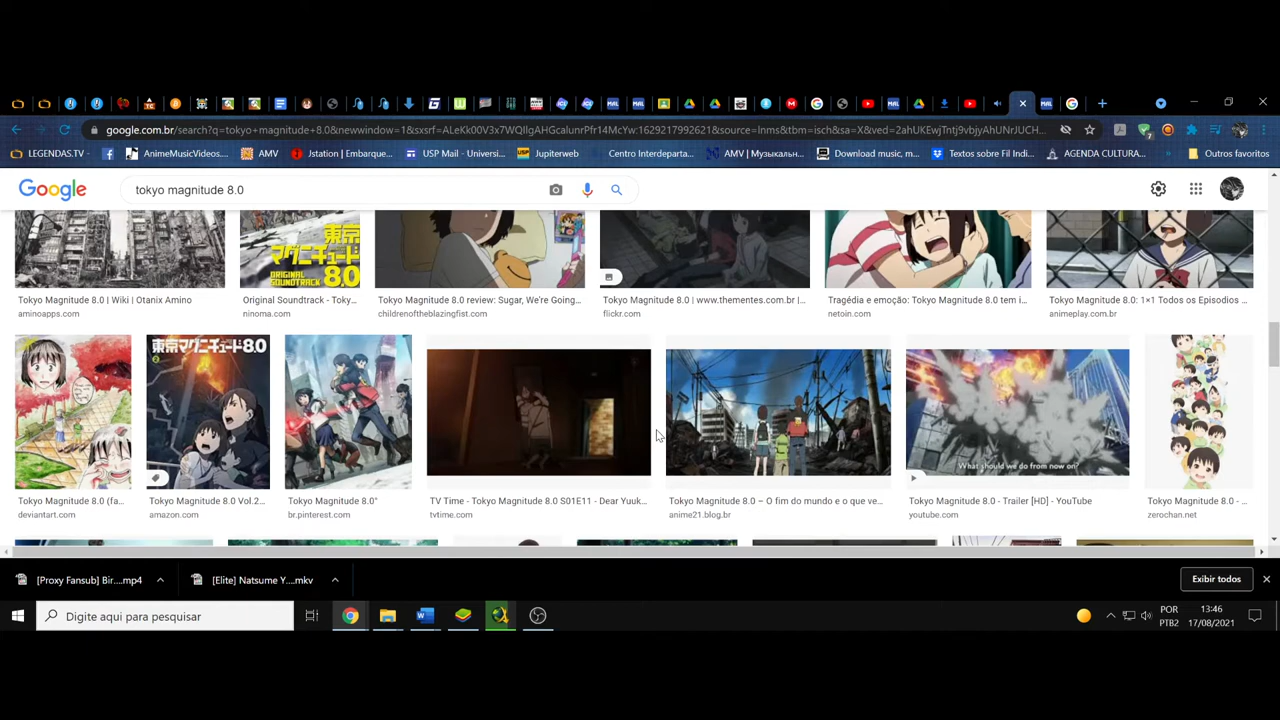 google.com.br/search?q=tokyo+magnitude+8.0&newwindow=1&sxsrf=ALeKk00V3x7WQIlgAHGcalunrPfr14McYw:1629217992621&source=lnms&tbm=isch&sa=X&ved=2ahUKEwjTntj9vbjyAhUNrJUCH...
LEGENDAS.TV
AnimeMusicVideos....
AMV
Jstation | Embarque...
USP Mail - Universi...
Jupiterweb
Centro Interdeparta...
AMV | Музыкальн...
Download music, m...
Textos sobre Fil Indi...
AGENDA CULTURA...
Outros favoritos
Google
tokyo magnitude 8.0
東京
マグニチュード
8.0
ORIGINAL
SOUNDTRACK
Tokyo Magnitude 8.0 | Wiki | Otanix Amino
aminoapps.com
Original Soundtrack - Toky...
ninoma.com
Tokyo Magnitude 8.0 review: Sugar, We're Going...
childrenoftheblazingfist.com
Tokyo Magnitude 8.0 | www.thementes.com.br |...
flickr.com
Tragédia e emoção: Tokyo Magnitude 8.0 tem i...
netoin.com
Tokyo Magnitude 8.0: 1×1 Todos os Episodios ...
animeplay.com.br
東京マグニチュード8.0
What should we do from now on?
Tokyo Magnitude 8.0 (fa...
deviantart.com
Tokyo Magnitude 8.0 Vol.2...
amazon.com
Tokyo Magnitude 8.0"
br.pinterest.com
TV Time - Tokyo Magnitude 8.0 S01E11 - Dear Yuuk...
tvtime.com
Tokyo Magnitude 8.0 – O fim do mundo e o que ve...
anime21.blog.br
Tokyo Magnitude 8.0 - Trailer [HD] - YouTube
youtube.com
Tokyo Magnitude 8.0 - ...
zerochan.net
[Proxy Fansub] Bir....mp4
[Elite] Natsume Y....mkv
Exibir todos
Digite aqui para pesquisar
POR
PTB2
13:46
17/08/2021